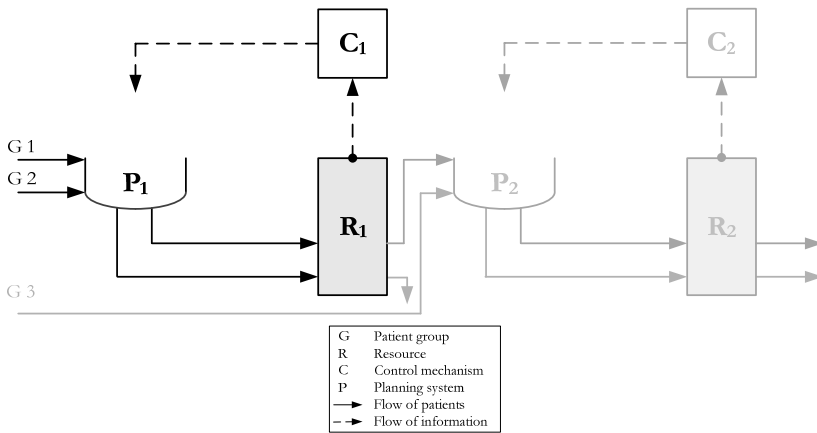 C1
C2
G 1
G 2
P1
P2
R1
R2
G 3
G Patient group
R Resource
C Control mechanism
P Planning system
Flow of patients
Flow of information